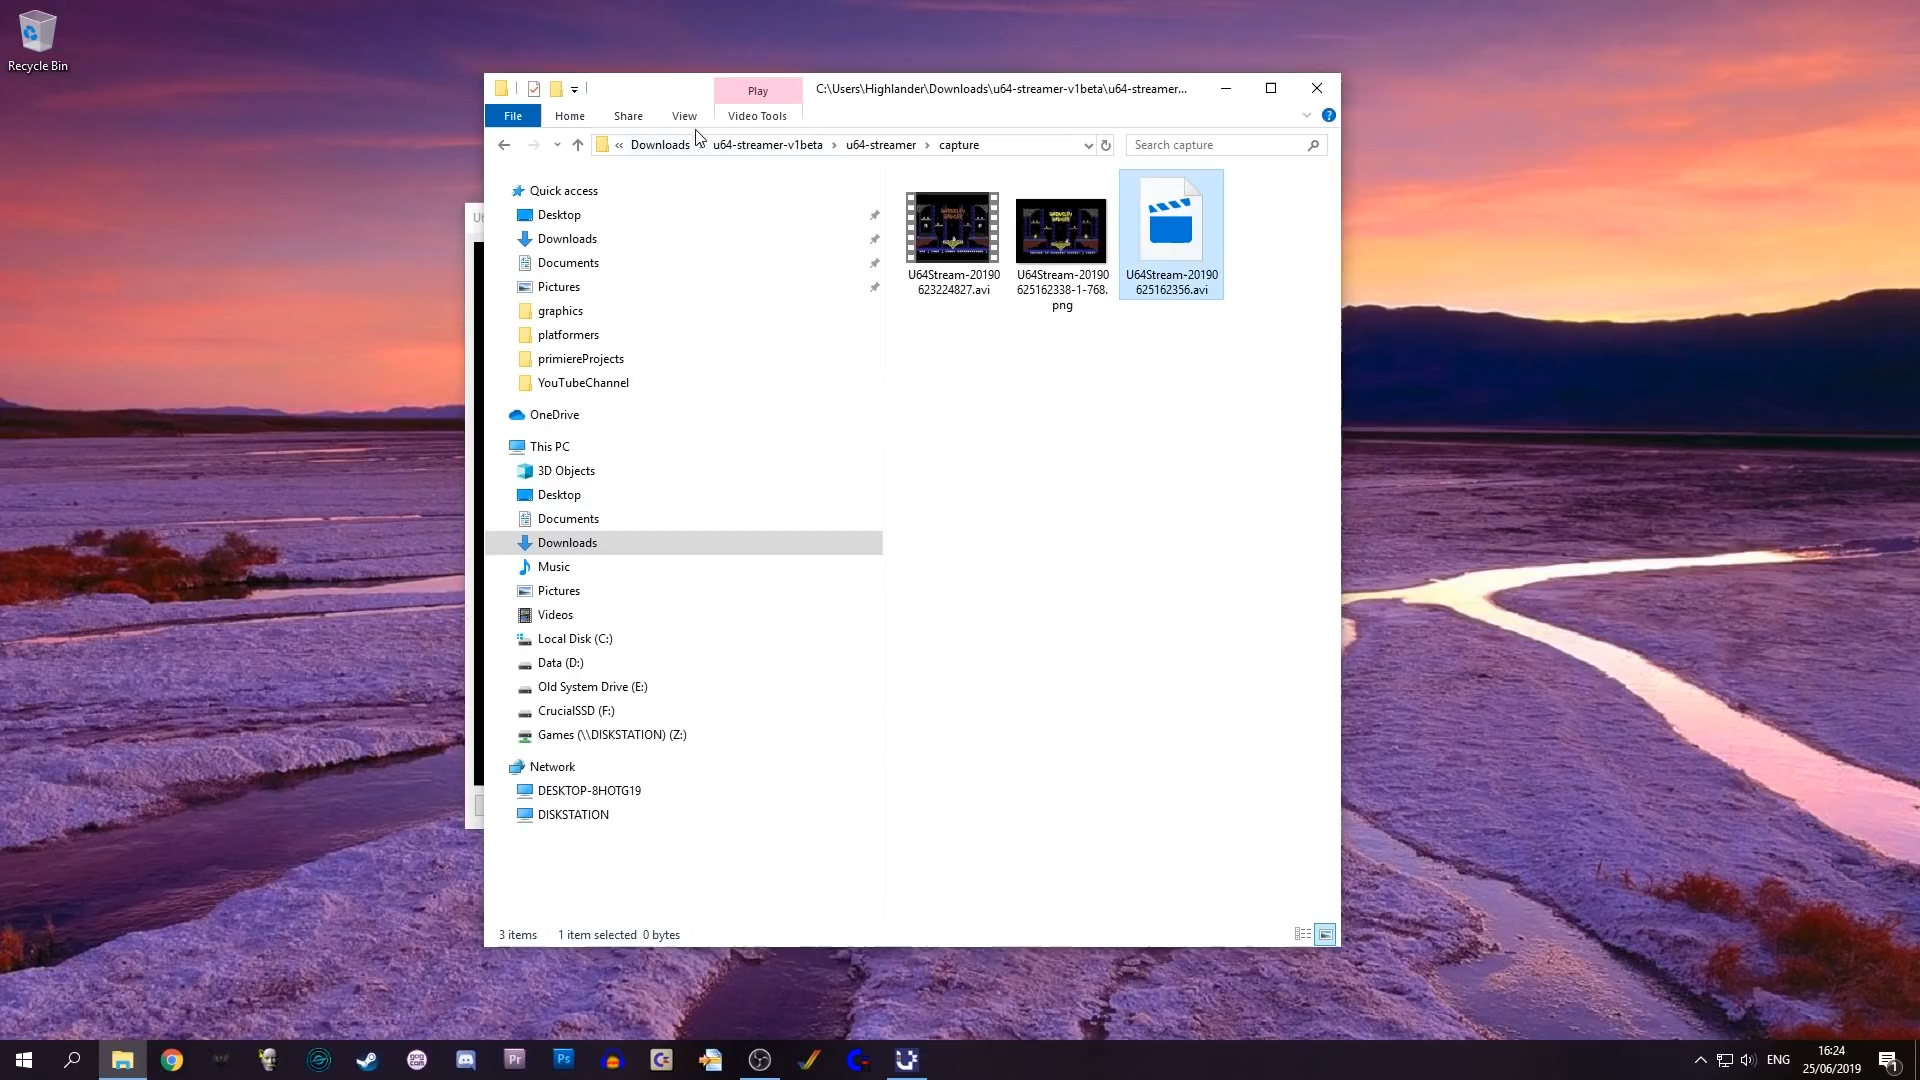 Recycle Bin
Play
C:\Users\Highlander\Downloads\u64-streamer-v1beta\u64-streamer...
File
Home
Share
View
Video Tools
« Downloads
u64-streamer-v1beta
u64-streamer
capture
Search capture
Quick access
Desktop
Downloads
Documents
Pictures
graphics
platformers
primiereProjects
YouTubeChannel
OneDrive
This PC
3D Objects
Desktop
Documents
Downloads
Music
Pictures
Videos
Local Disk (C:)
Data (D:)
Old System Drive (E:)
CrucialSSD (F:)
Games (\\DISKSTATION) (Z:)
Network
DESKTOP-8HOTG19
DISKSTATION
U64Stream-20190
623224827.avi
U64Stream-20190
625162338-1-768.
png
U64Stream-20190
625162356.avi
3 items
1 item selected 0 bytes
Pr
Ps
ENG
16:24
25/06/2019
1